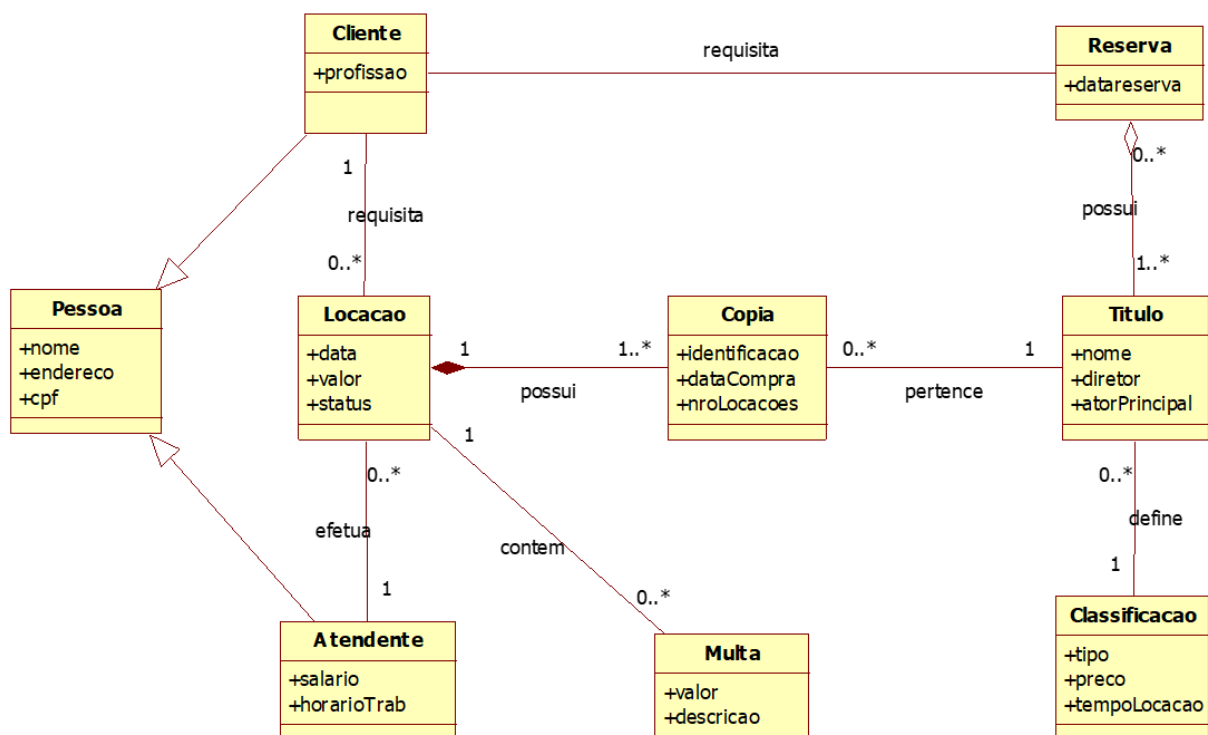 Cliente
+profissao
requisita
Reserva
+datareserva
1
requisita
0..*
0..*
possui
1..*
Pessoa
+nome
+endereco
+cpf
Locacao
+data
+valor
+status
1
possui
1..*
Copia
+identificacao
+dataCompra
+nroLocacoes
0..*
pertence
1
Titulo
+nome
+diretor
+atorPrincipal
0..*
efetua
1
1
contem
0..*
0..*
define
1
Atendente
+salario
+horarioTrab
Multa
+valor
+descricao
Classificacao
+tipo
+preco
+tempoLocacao